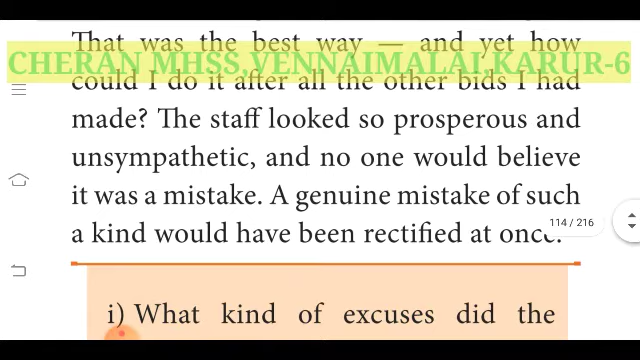 That was the best way — and yet how
CHERAN MHSS,VENNAIMALAI,KARUR-6
could I do it after all the other bids I had
made? The staff looked so prosperous and
unsympathetic, and no one would believe
it was a mistake. A genuine mistake of such
a kind would have been rectified at once.
114 / 216
i) What kind of excuses did the